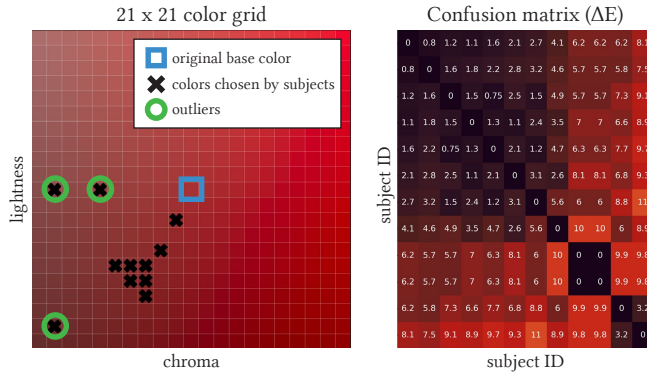 21 x 21 color grid
original base color
colors chosen by subjects
outliers
lightness
chroma
Confusion matrix (ΔE)
subject ID
0 0.8 1.2 1.1 1.6 2.1 2.7 4.1 6.2 6.2 6.2 8.1
0.8 0 1.6 1.8 2.2 2.8 3.2 4.6 5.7 5.7 5.8 7.5
1.2 1.6 0 1.5 0.75 2.5 1.5 4.9 5.7 5.7 7.3 9.1
1.1 1.8 1.5 0 1.3 1.1 2.4 3.5 7 7 6.6 8.9
1.6 2.2 0.75 1.3 0 2.1 1.2 4.7 6.3 6.3 7.7 9.7
2.1 2.8 2.5 1.1 2.1 0 3.1 2.6 8.1 8.1 6.8 9.3
2.7 3.2 1.5 2.4 1.2 3.1 0 5.6 6 6 8.8 11
4.1 4.6 4.9 3.5 4.7 2.6 5.6 0 10 10 6 8.9
6.2 5.7 5.7 7 6.3 8.1 6 10 0 0 9.9 9.8
6.2 5.7 5.7 7 6.3 8.1 6 10 0 0 9.9 9.8
6.2 5.8 7.3 6.6 7.7 6.8 8.8 6 9.9 9.9 0 3.2
8.1 7.5 9.1 8.9 9.7 9.3 11 8.9 9.8 9.8 3.2 0
subject ID